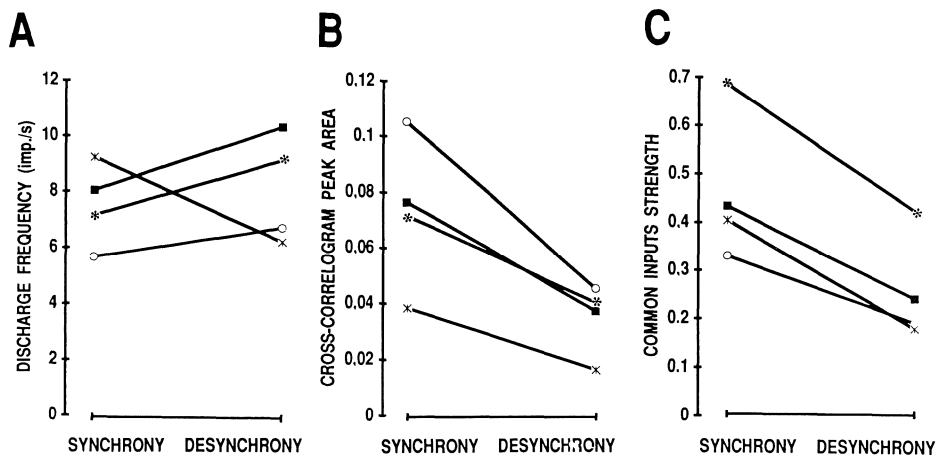 A
B
C
DISCHARGE FREQUENCY (imp./s)
12
10
8
6
4
2
0
SYNCHRONY DESYNCHRONY
CROSS-CORRELOGRAM PEAK AREA
0.12
0.1
0.08
0.06
0.04
0.02
0
SYNCHRONY DESYNCHRONY
COMMON INPUTS STRENGTH
0.7
0.6
0.5
0.4
0.3
0.2
0.1
0
SYNCHRONY DESYNCHRONY